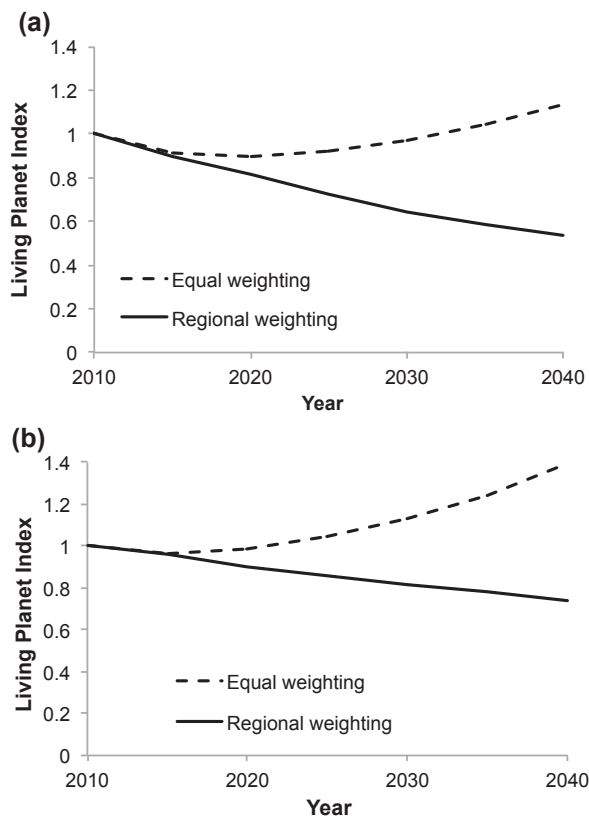 (a)
Living Planet Index
1.4
1.2
1
0.8
0.6
0.4
0.2
0
Equal weighting
Regional weighting
2010 2020 2030 2040
Year
(b)
Living Planet Index
1.4
1.2
1
0.8
0.6
0.4
0.2
0
Equal weighting
Regional weighting
2010 2020 2030 2040
Year